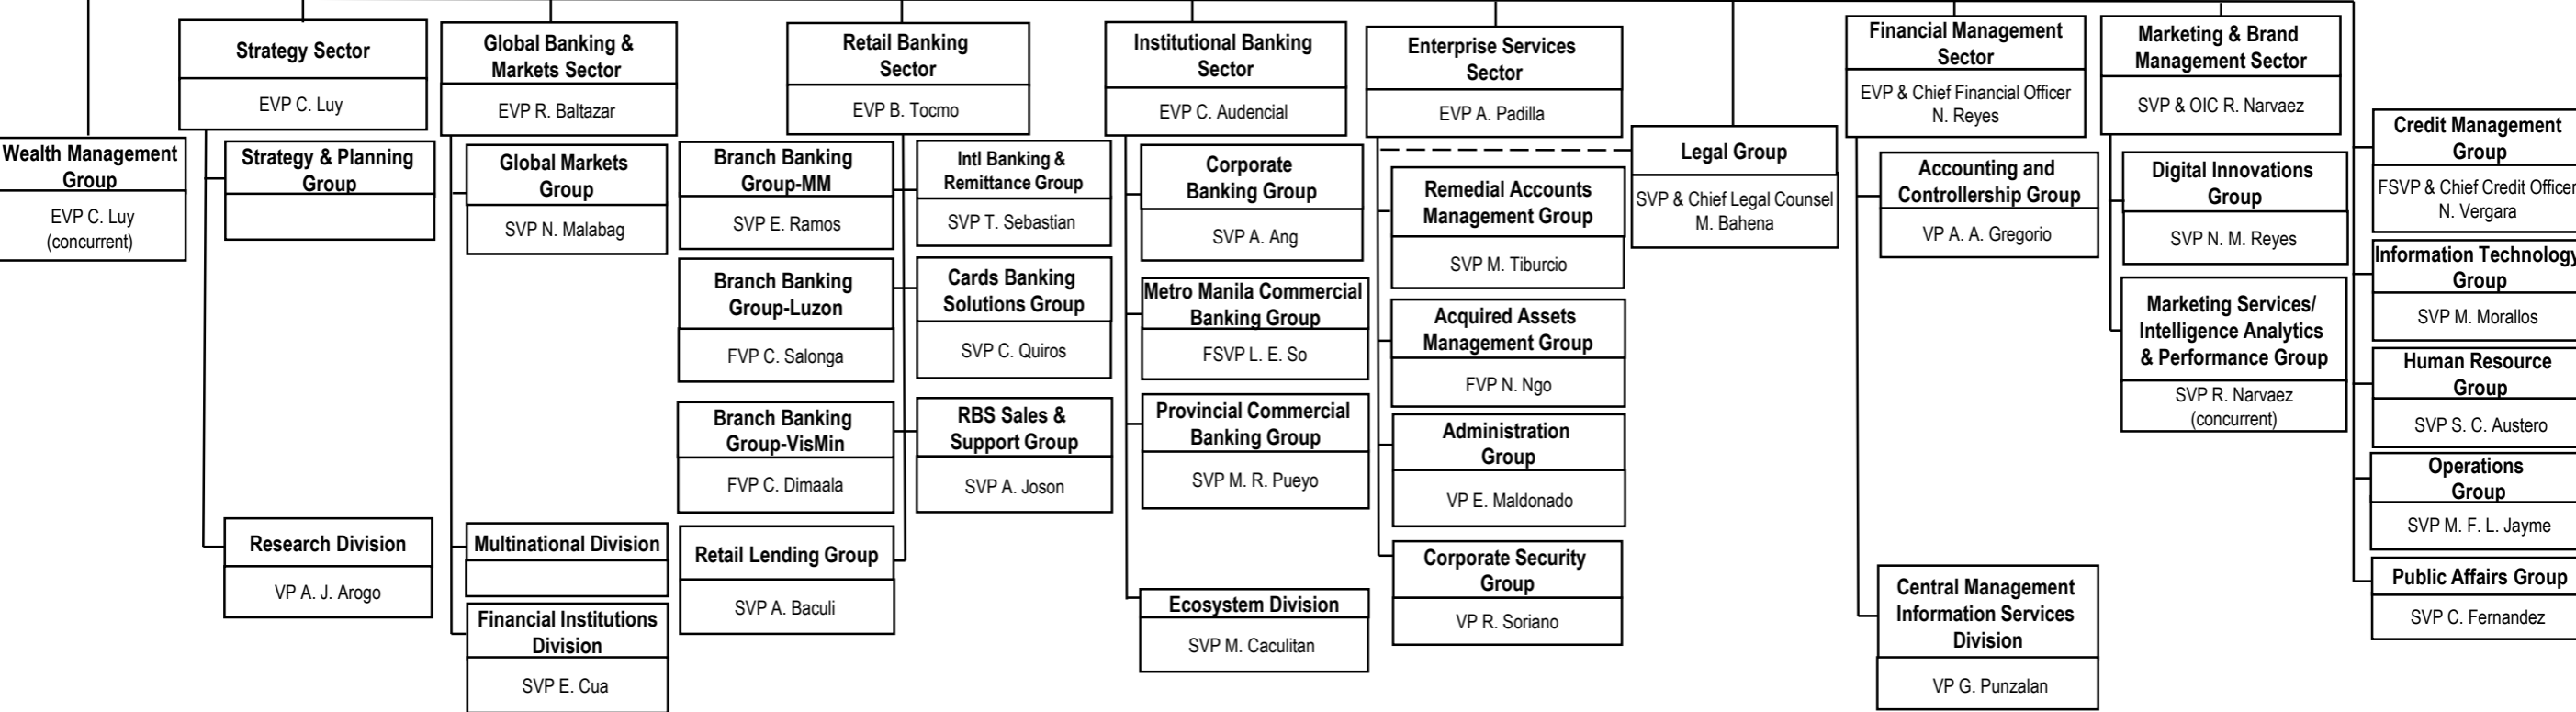 Wealth Management
Group
EVP C. Luy
(concurrent)
Strategy Sector
EVP C. Luy
Strategy & Planning
Group
Research Division
VP A. J. Arogo
Global Banking &
Markets Sector
EVP R. Baltazar
Global Markets
Group
SVP N. Malabag
Multinational Division
Financial Institutions
Division
SVP E. Cua
Retail Banking
Sector
EVP B. Tocmo
Branch Banking
Group-MM
SVP E. Ramos
Branch Banking
Group-Luzon
FVP C. Salonga
Branch Banking
Group-VisMin
FVP C. Dimaala
Retail Lending Group
SVP A. Baculi
Intl Banking &
Remittance Group
SVP T. Sebastian
Cards Banking
Solutions Group
SVP C. Quiros
RBS Sales &
Support Group
SVP A. Joson
Institutional Banking
Sector
EVP C. Audencial
Corporate
Banking Group
SVP A. Ang
Metro Manila Commercial
Banking Group
FSVP L. E. So
Provincial Commercial
Banking Group
SVP M. R. Pueyo
Ecosystem Division
SVP M. Caculitan
Enterprise Services
Sector
EVP A. Padilla
Remedial Accounts
Management Group
SVP M. Tiburcio
Acquired Assets
Management Group
FVP N. Ngo
Administration
Group
VP E. Maldonado
Corporate Security
Group
VP R. Soriano
Legal Group
SVP & Chief Legal Counsel
M. Bahena
Financial Management
Sector
EVP & Chief Financial Officer
N. Reyes
Accounting and
Controllership Group
VP A. A. Gregorio
Central Management
Information Services
Division
VP G. Punzalan
Marketing & Brand
Management Sector
SVP & OIC R. Narvaez
Digital Innovations
Group
SVP N. M. Reyes
Marketing Services/
Intelligence Analytics
& Performance Group
SVP R. Narvaez
(concurrent)
Credit Management
Group
FSVP & Chief Credit Officer
N. Vergara
Information Technology
Group
SVP M. Morallos
Human Resource
Group
SVP S. C. Austero
Operations
Group
SVP M. F. L. Jayme
Public Affairs Group
SVP C. Fernandez